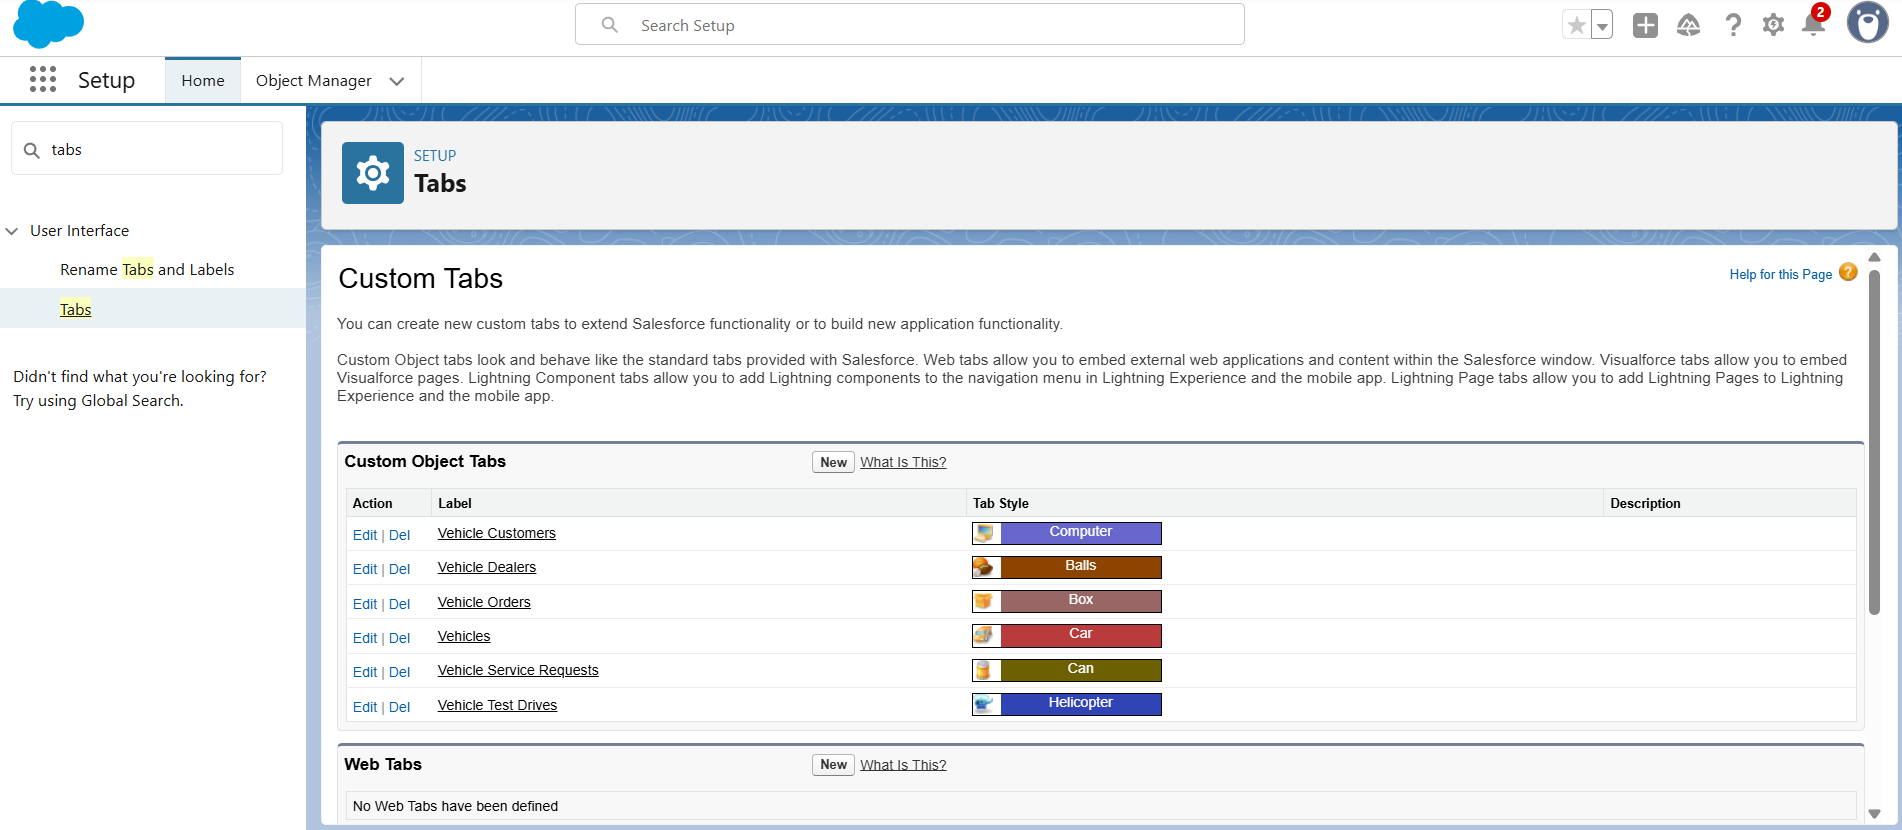 Search Setup
2
Setup
Home
Object Manager
tabs
User Interface
Rename Tabs and Labels
Tabs
Didn't find what you're looking for?
Try using Global Search.
SETUP
Tabs
Custom Tabs
Help for this Page ?
You can create new custom tabs to extend Salesforce functionality or to build new application functionality.
Custom Object tabs look and behave like the standard tabs provided with Salesforce. Web tabs allow you to embed external web applications and content within the Salesforce window. Visualforce tabs allow you to embed
Visualforce pages. Lightning Component tabs allow you to add Lightning components to the navigation menu in Lightning Experience and the mobile app. Lightning Page tabs allow you to add Lightning Pages to Lightning
Experience and the mobile app.
Custom Object Tabs New What Is This?
Action Label Tab Style Description
Edit | Del Vehicle Customers Computer
Edit | Del Vehicle Dealers Balls
Edit | Del Vehicle Orders Box
Edit | Del Vehicles Car
Edit | Del Vehicle Service Requests Can
Edit | Del Vehicle Test Drives Helicopter
Web Tabs New What Is This?
No Web Tabs have been defined